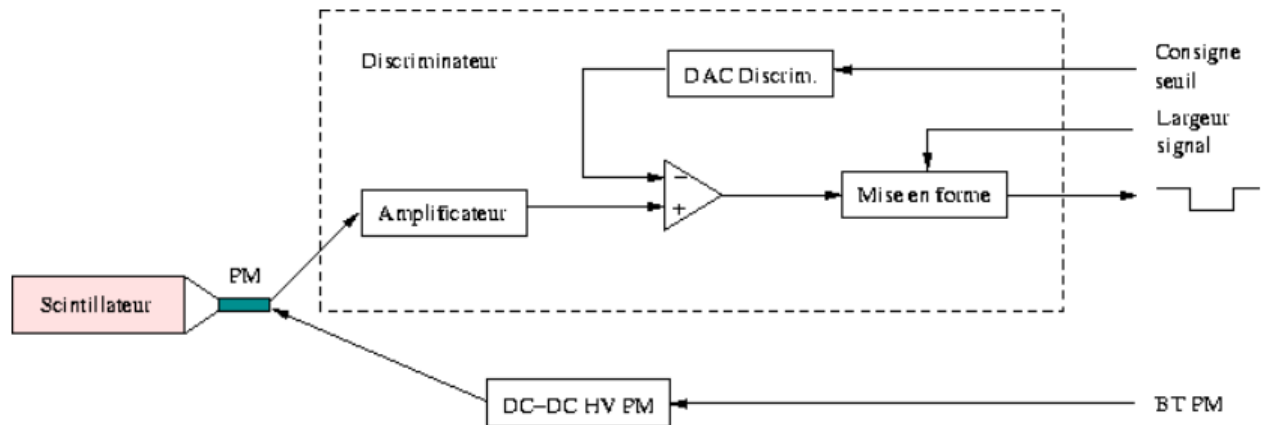 Discriminateur
DAC Discrim.
Consigne
seuil
Largeur
signal
−
+
Amplificateur
Mise en forme
PM
Scintillateur
DC−DC HV PM
BT PM